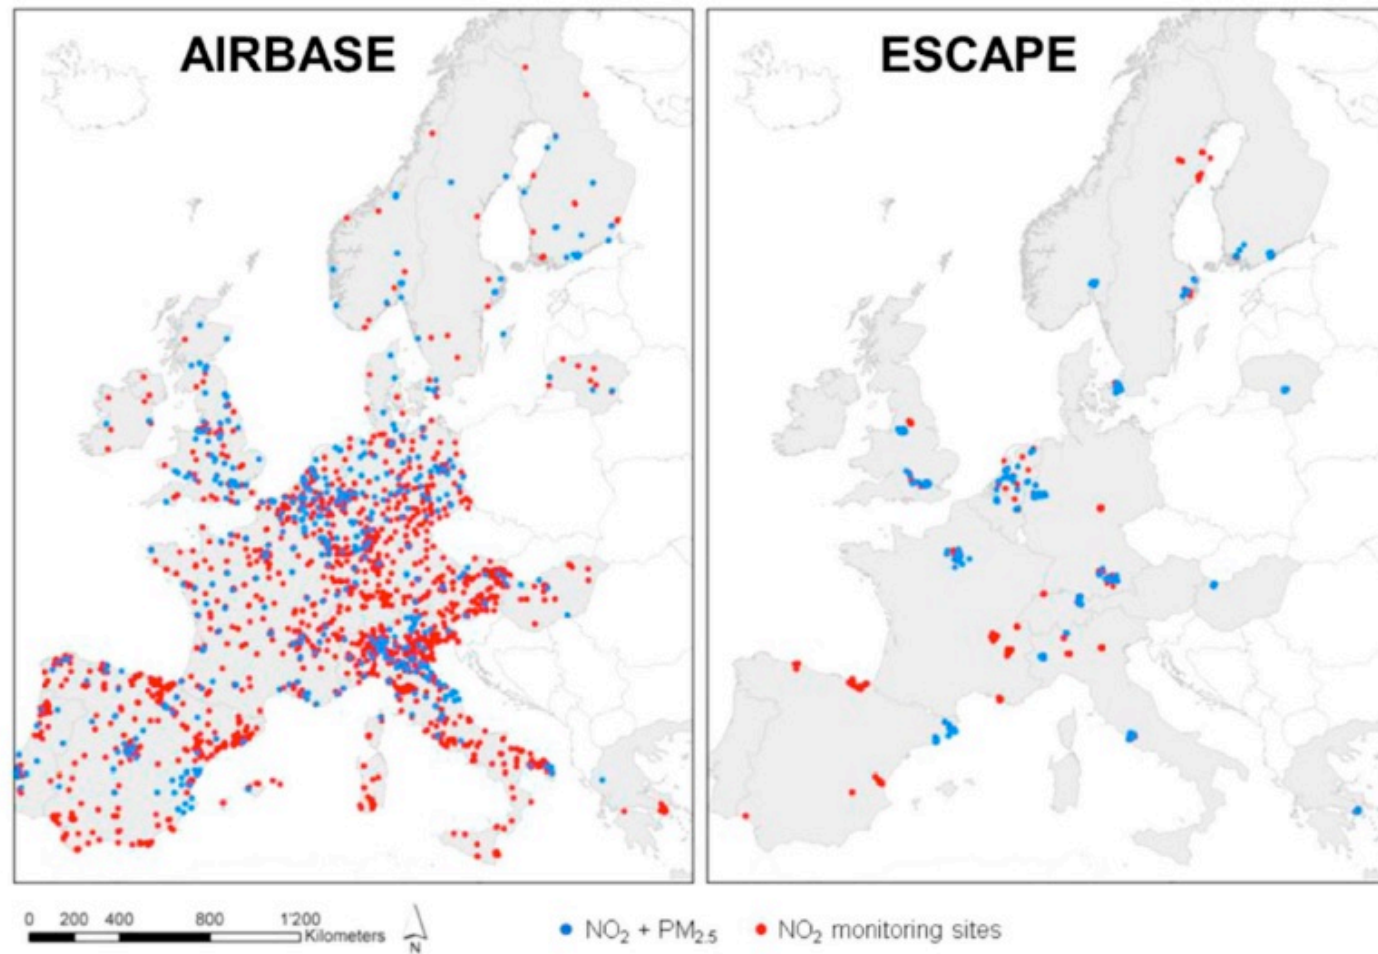 AIRBASE
ESCAPE
0 200 400 800 1'200
Kilometers
N
NO₂ + PM₂.₅
NO₂ monitoring sites